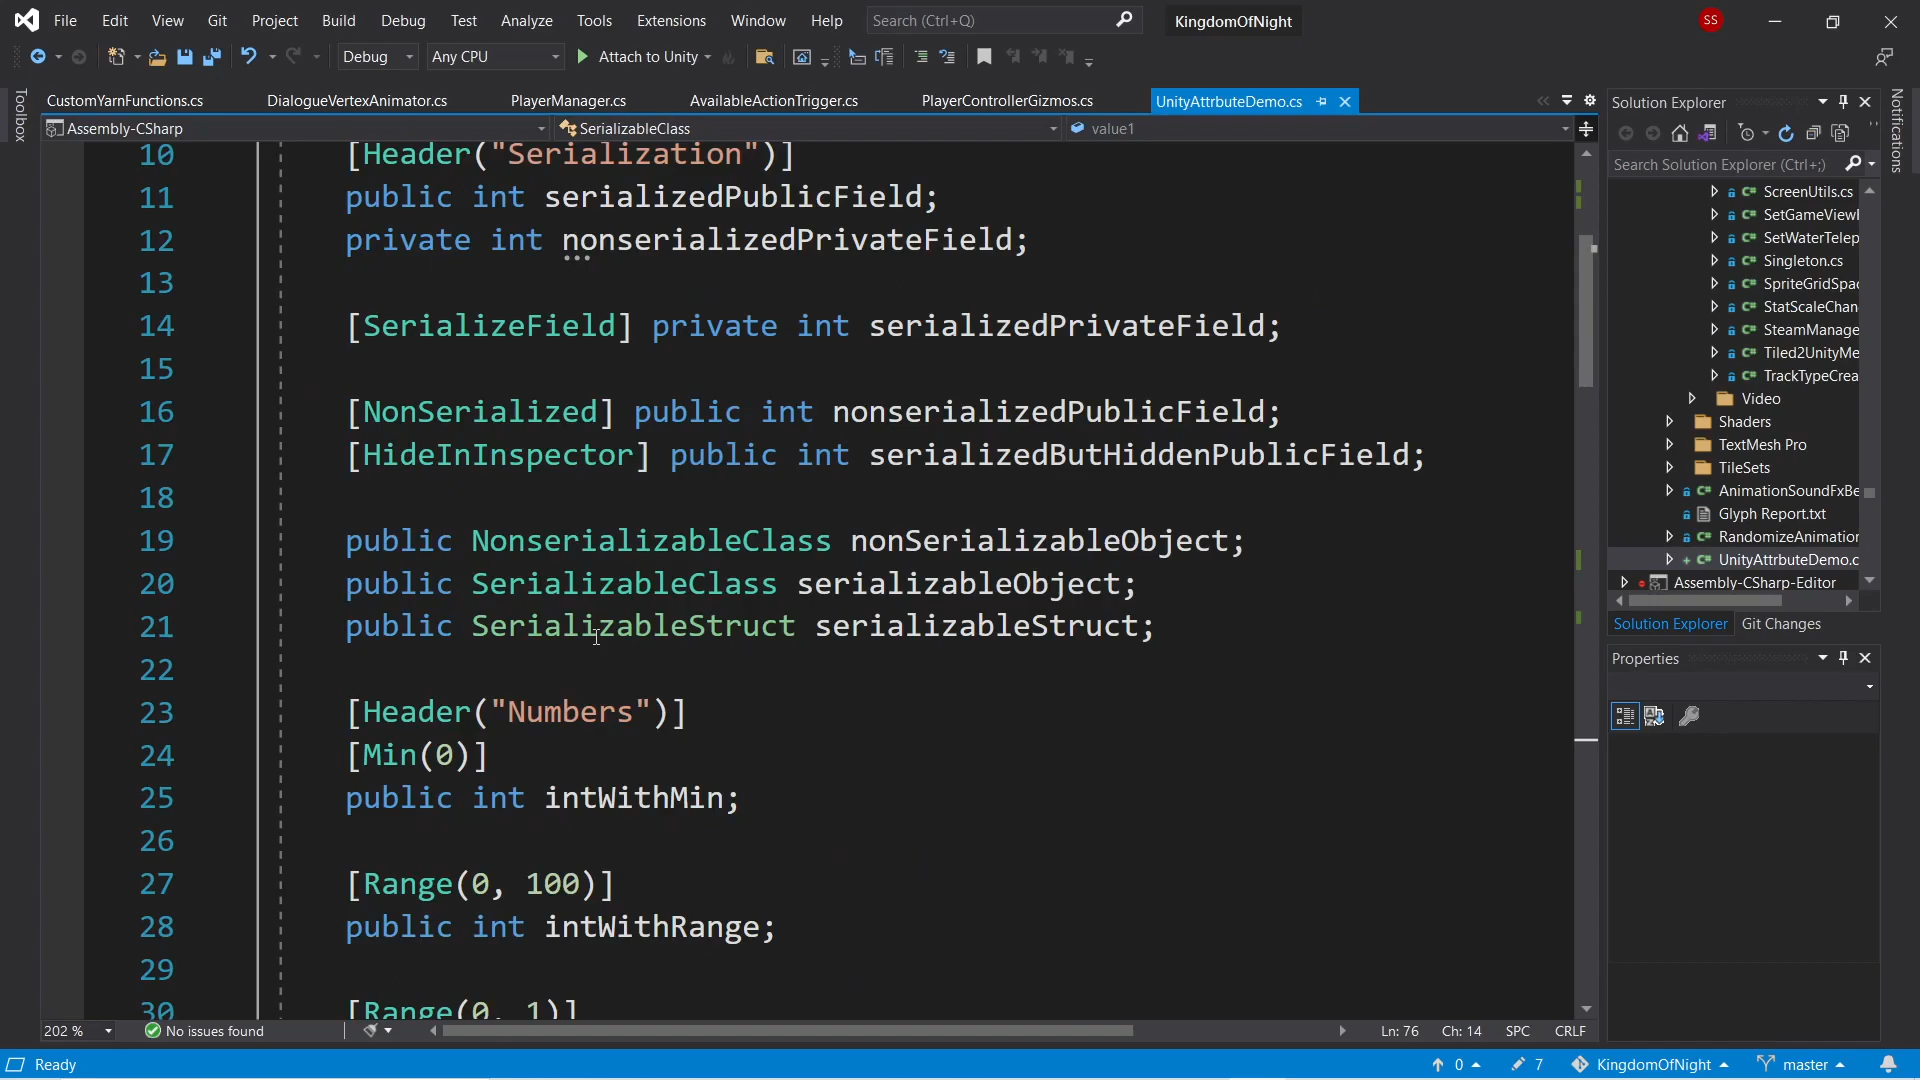 File Edit View Git Project Build Debug Test Analyze Tools Extensions Window Help Search (Ctrl+Q) KingdomOfNight SS
Debug Any CPU Attach to Unity
Toolbox
CustomYarnFunctions.cs DialogueVertexAnimator.cs PlayerManager.cs AvailableActionTrigger.cs PlayerControllerGizmos.cs UnityAttrbuteDemo.cs
Assembly-CSharp SerializableClass value1
10 [Header("Serialization")]
11 public int serializedPublicField;
12 private int nonserializedPrivateField;
13
14 [SerializeField] private int serializedPrivateField;
15
16 [NonSerialized] public int nonserializedPublicField;
17 [HideInInspector] public int serializedButHiddenPublicField;
18
19 public NonserializableClass nonSerializableObject;
20 public SerializableClass serializableObject;
21 public SerializableStruct serializableStruct;
22
23 [Header("Numbers")]
24 [Min(0)]
25 public int intWithMin;
26
27 [Range(0, 100)]
28 public int intWithRange;
29
30 [Range(0, 1)]
202 % No issues found Ln: 76 Ch: 14 SPC CRLF
Solution Explorer
Search Solution Explorer (Ctrl+;)
C# ScreenUtils.cs
C# SetGameViewF
C# SetWaterTelep
C# Singleton.cs
C# SpriteGridSpac
C# StatScaleChan
C# SteamManage
C# Tiled2UnityMe
C# TrackTypeCrea
Video
Shaders
TextMesh Pro
TileSets
C# AnimationSoundFxBe
Glyph Report.txt
C# RandomizeAnimation
+ C# UnityAttrbuteDemo.c
Assembly-CSharp-Editor
Solution Explorer Git Changes
Properties
Notifications
Ready 0 7 KingdomOfNight master